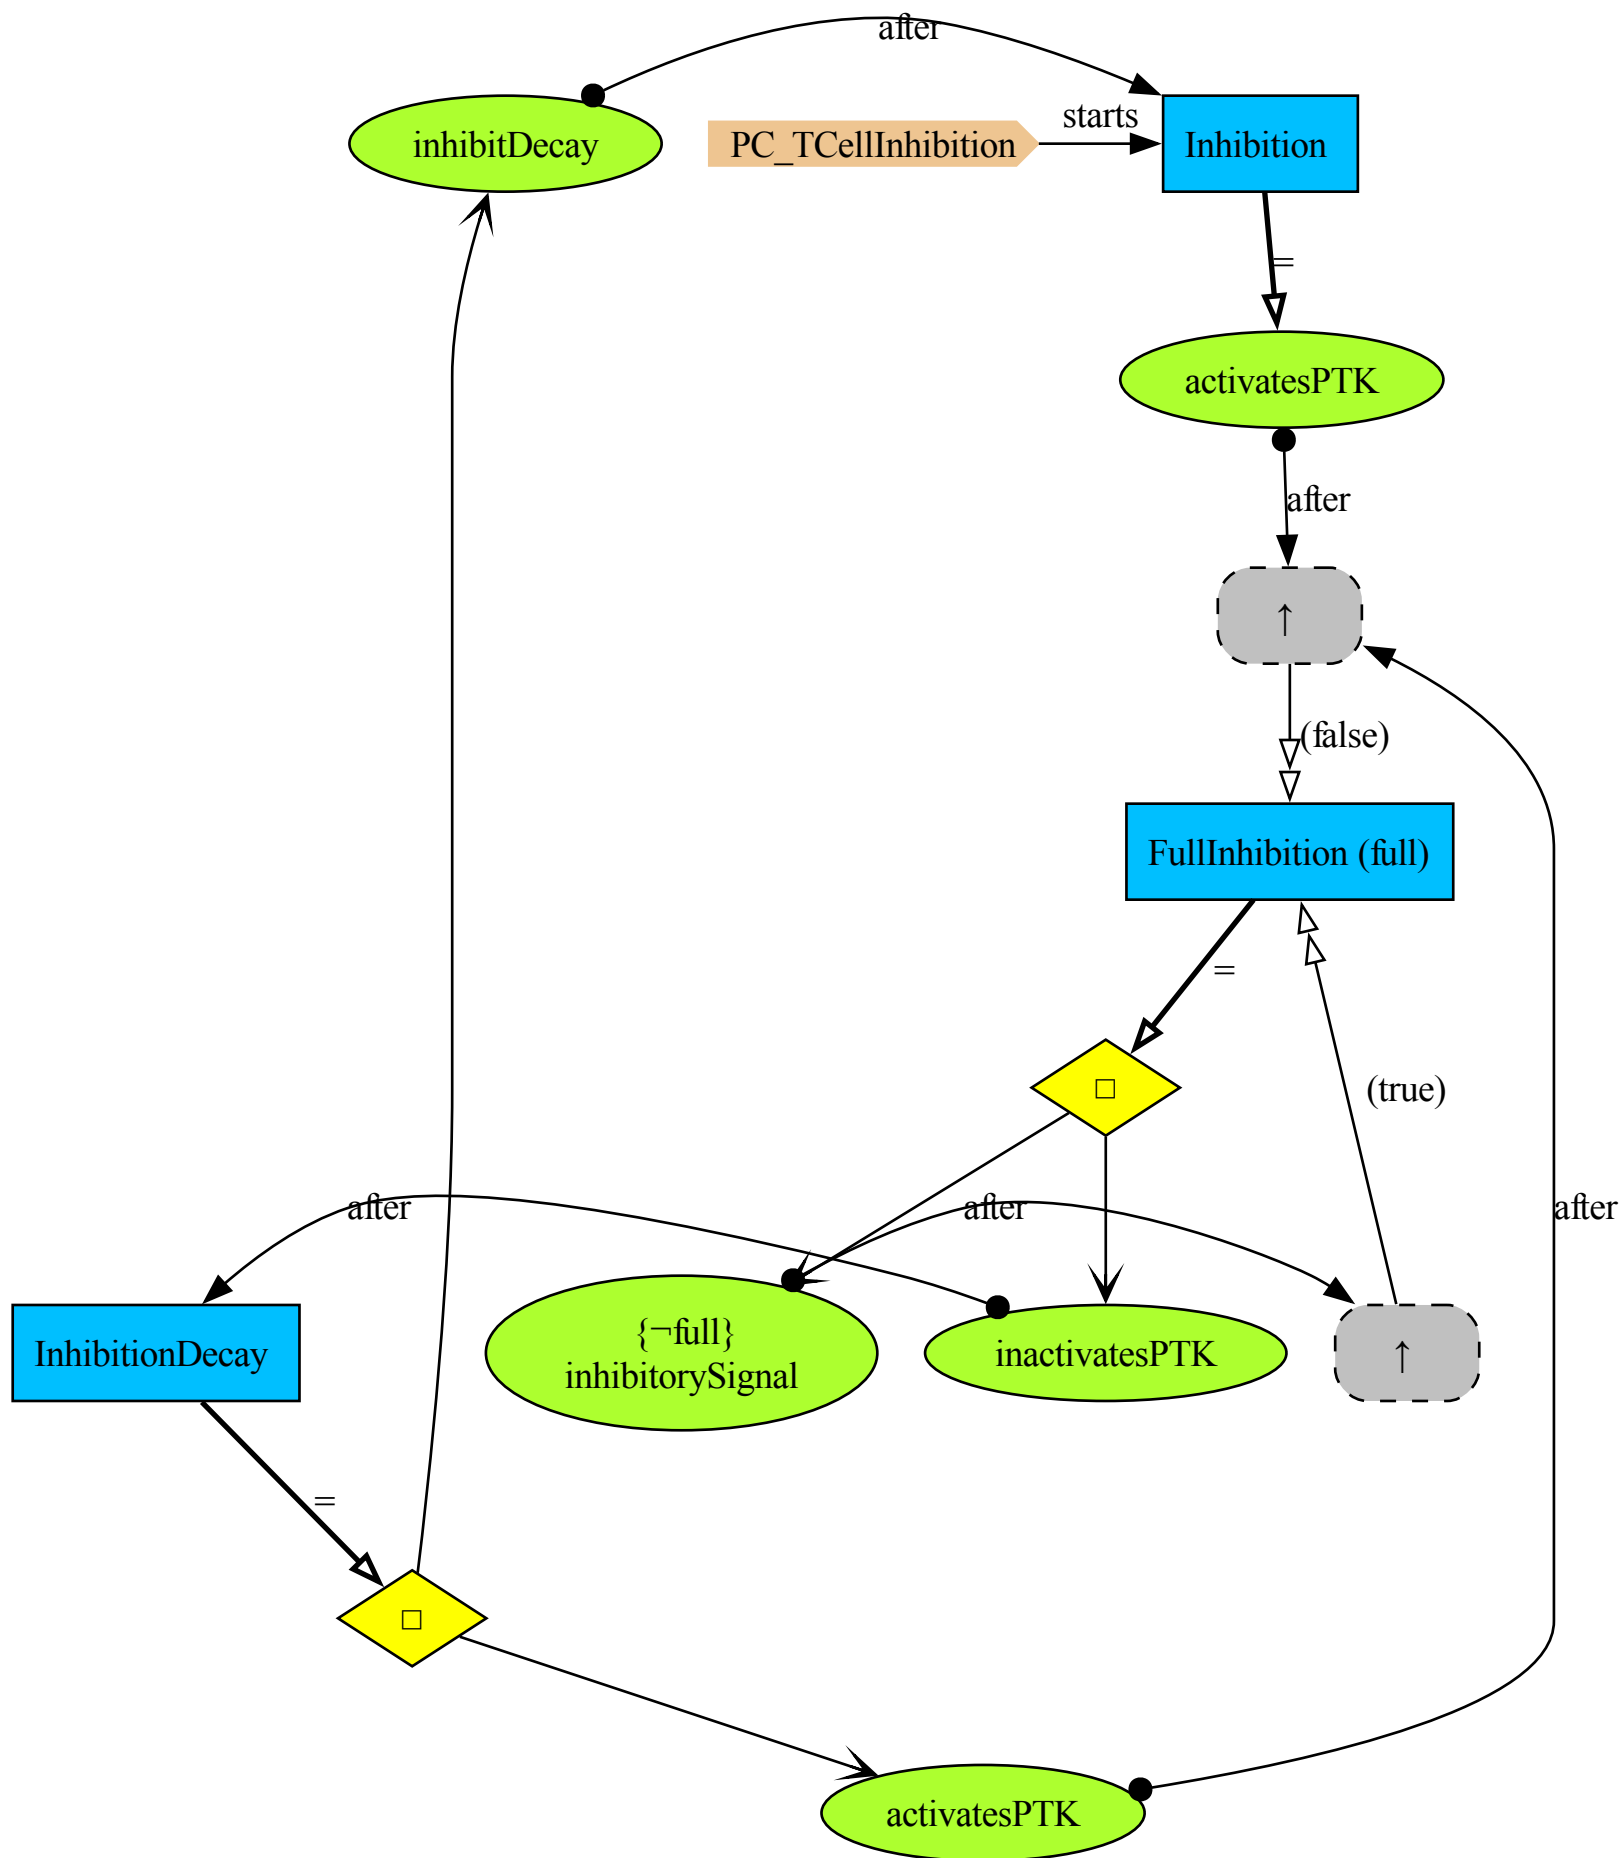 after
inhibitDecay
PC_TCellInhibition
starts
Inhibition
=
activatesPTK
after
↑
(false)
FullInhibition (full)
=
□
(true)
after
after
after
InhibitionDecay
{¬full}
inhibitorySignal
inactivatesPTK
↑
=
□
activatesPTK